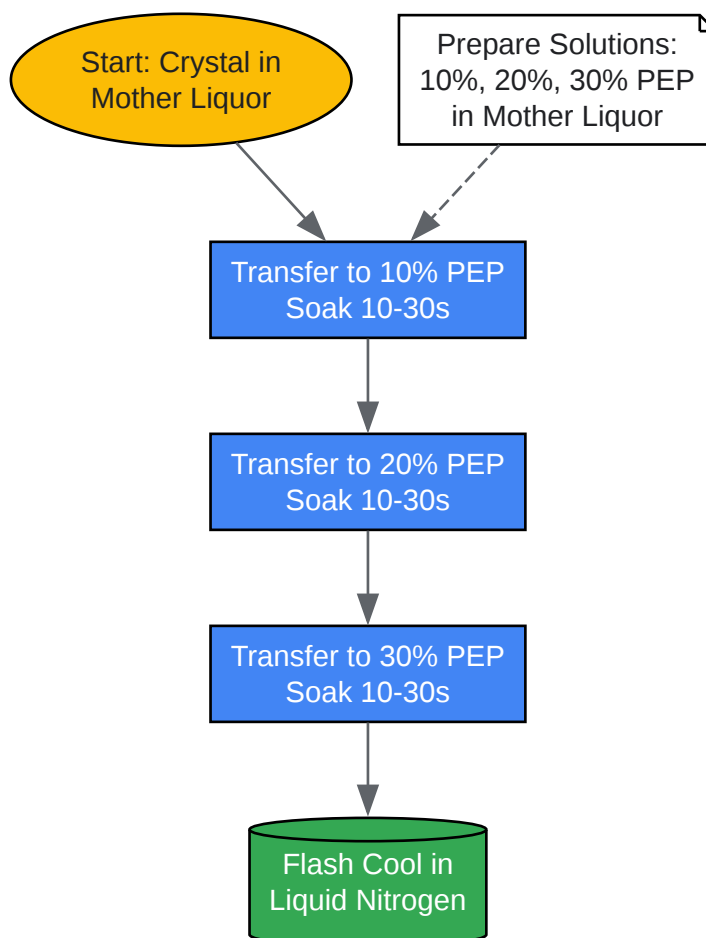 Start: Crystal in
Mother Liquor
Prepare Solutions:
10%, 20%, 30% PEP
in Mother Liquor
Transfer to 10% PEP
Soak 10-30s
Transfer to 20% PEP
Soak 10-30s
Transfer to 30% PEP
Soak 10-30s
Flash Cool in
Liquid Nitrogen